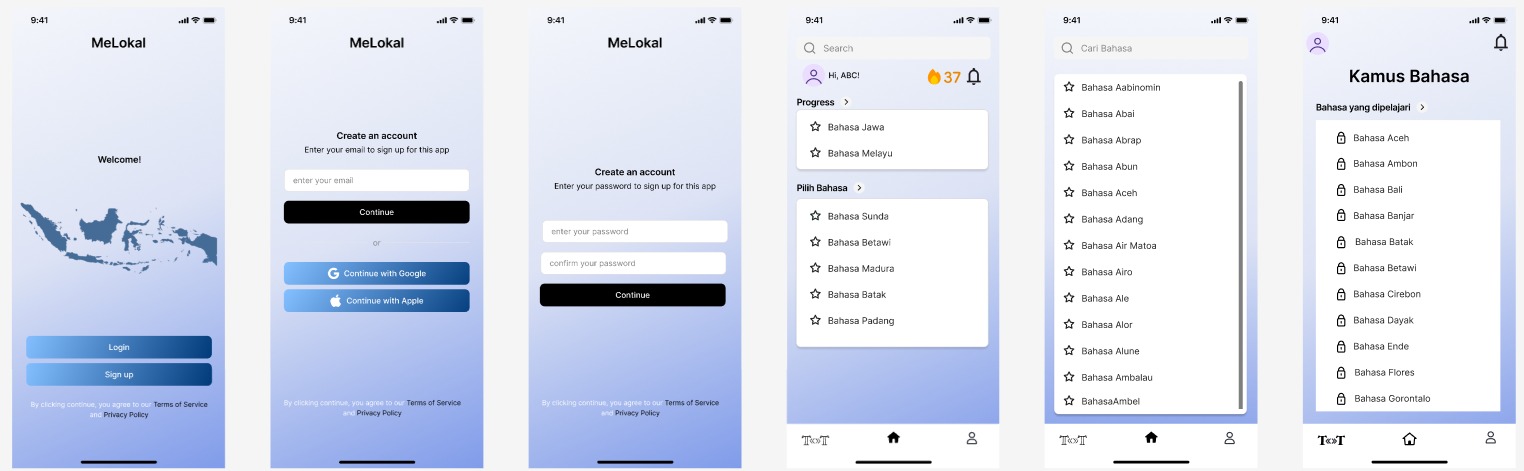 9:41
MeLokal
Welcome!
Login
Sign up
By clicking continue, you agree to our Terms of Service
and Privacy Policy
9:41
MeLokal
Create an account
Enter your email to sign up for this app
enter your email
Continue
or
Continue with Google
Continue with Apple
By clicking continue, you agree to our Terms of Service
and Privacy Policy
9:41
MeLokal
Create an account
Enter your password to sign up for this app
enter your password
confirm your password
Continue
By clicking continue, you agree to our Terms of Service
and Privacy Policy
9:41
Search
Hi, ABC!
37
Progress
Bahasa Jawa
Bahasa Melayu
Pilih Bahasa
Bahasa Sunda
Bahasa Betawi
Bahasa Madura
Bahasa Batak
Bahasa Padang
T«»T
9:41
Cari Bahasa
Bahasa Aabinomin
Bahasa Abai
Bahasa Abrap
Bahasa Abun
Bahasa Aceh
Bahasa Adang
Bahasa Air Matoa
Bahasa Airo
Bahasa Ale
Bahasa Alor
Bahasa Alune
Bahasa Ambalau
BahasaAmbel
T«»T
9:41
Kamus Bahasa
Bahasa yang dipelajari
Bahasa Aceh
Bahasa Ambon
Bahasa Bali
Bahasa Banjar
Bahasa Batak
Bahasa Betawi
Bahasa Cirebon
Bahasa Dayak
Bahasa Ende
Bahasa Flores
Bahasa Gorontalo
T«»T